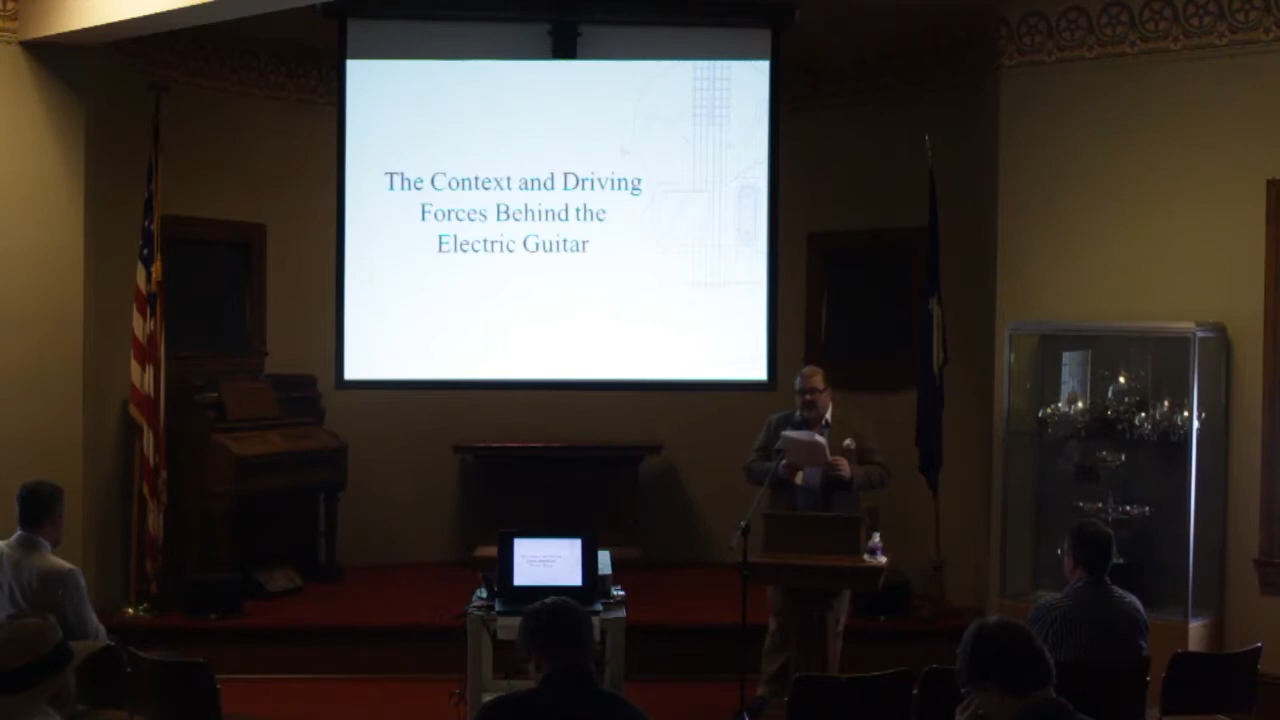 The Context and Driving
Forces Behind the
Electric Guitar